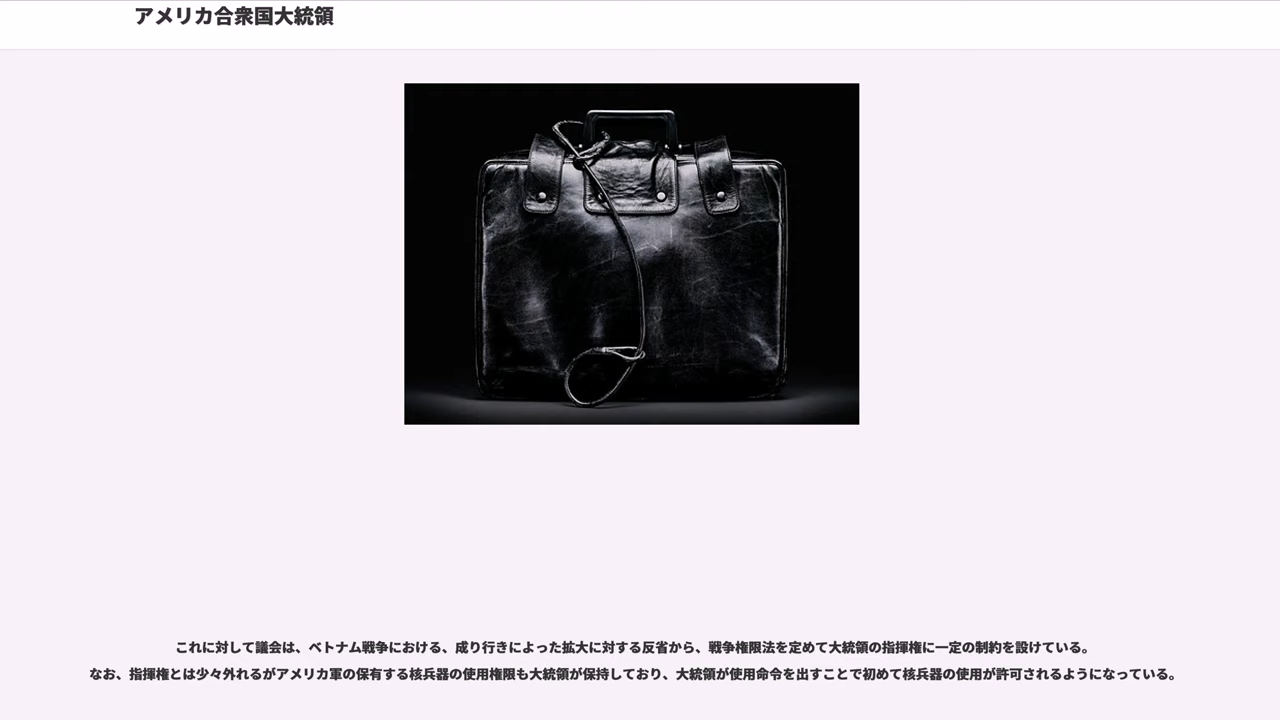 アメリカ合衆国大統領
これに対して議会は、ベトナム戦争における、成り行きによった拡大に対する反省から、戦争権限法を定めて大統領の指揮権に一定の制約を設けている。
なお、指揮権とは少々外れるがアメリカ軍の保有する核兵器の使用権限も大統領が保持しており、大統領が使用命令を出すことで初めて核兵器の使用が許可されるようになっている。